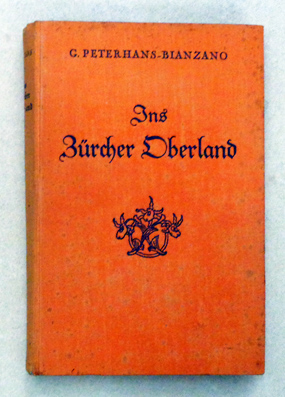 G. PETERHANS-BIANZANO
Ins
Zürcher Oberland